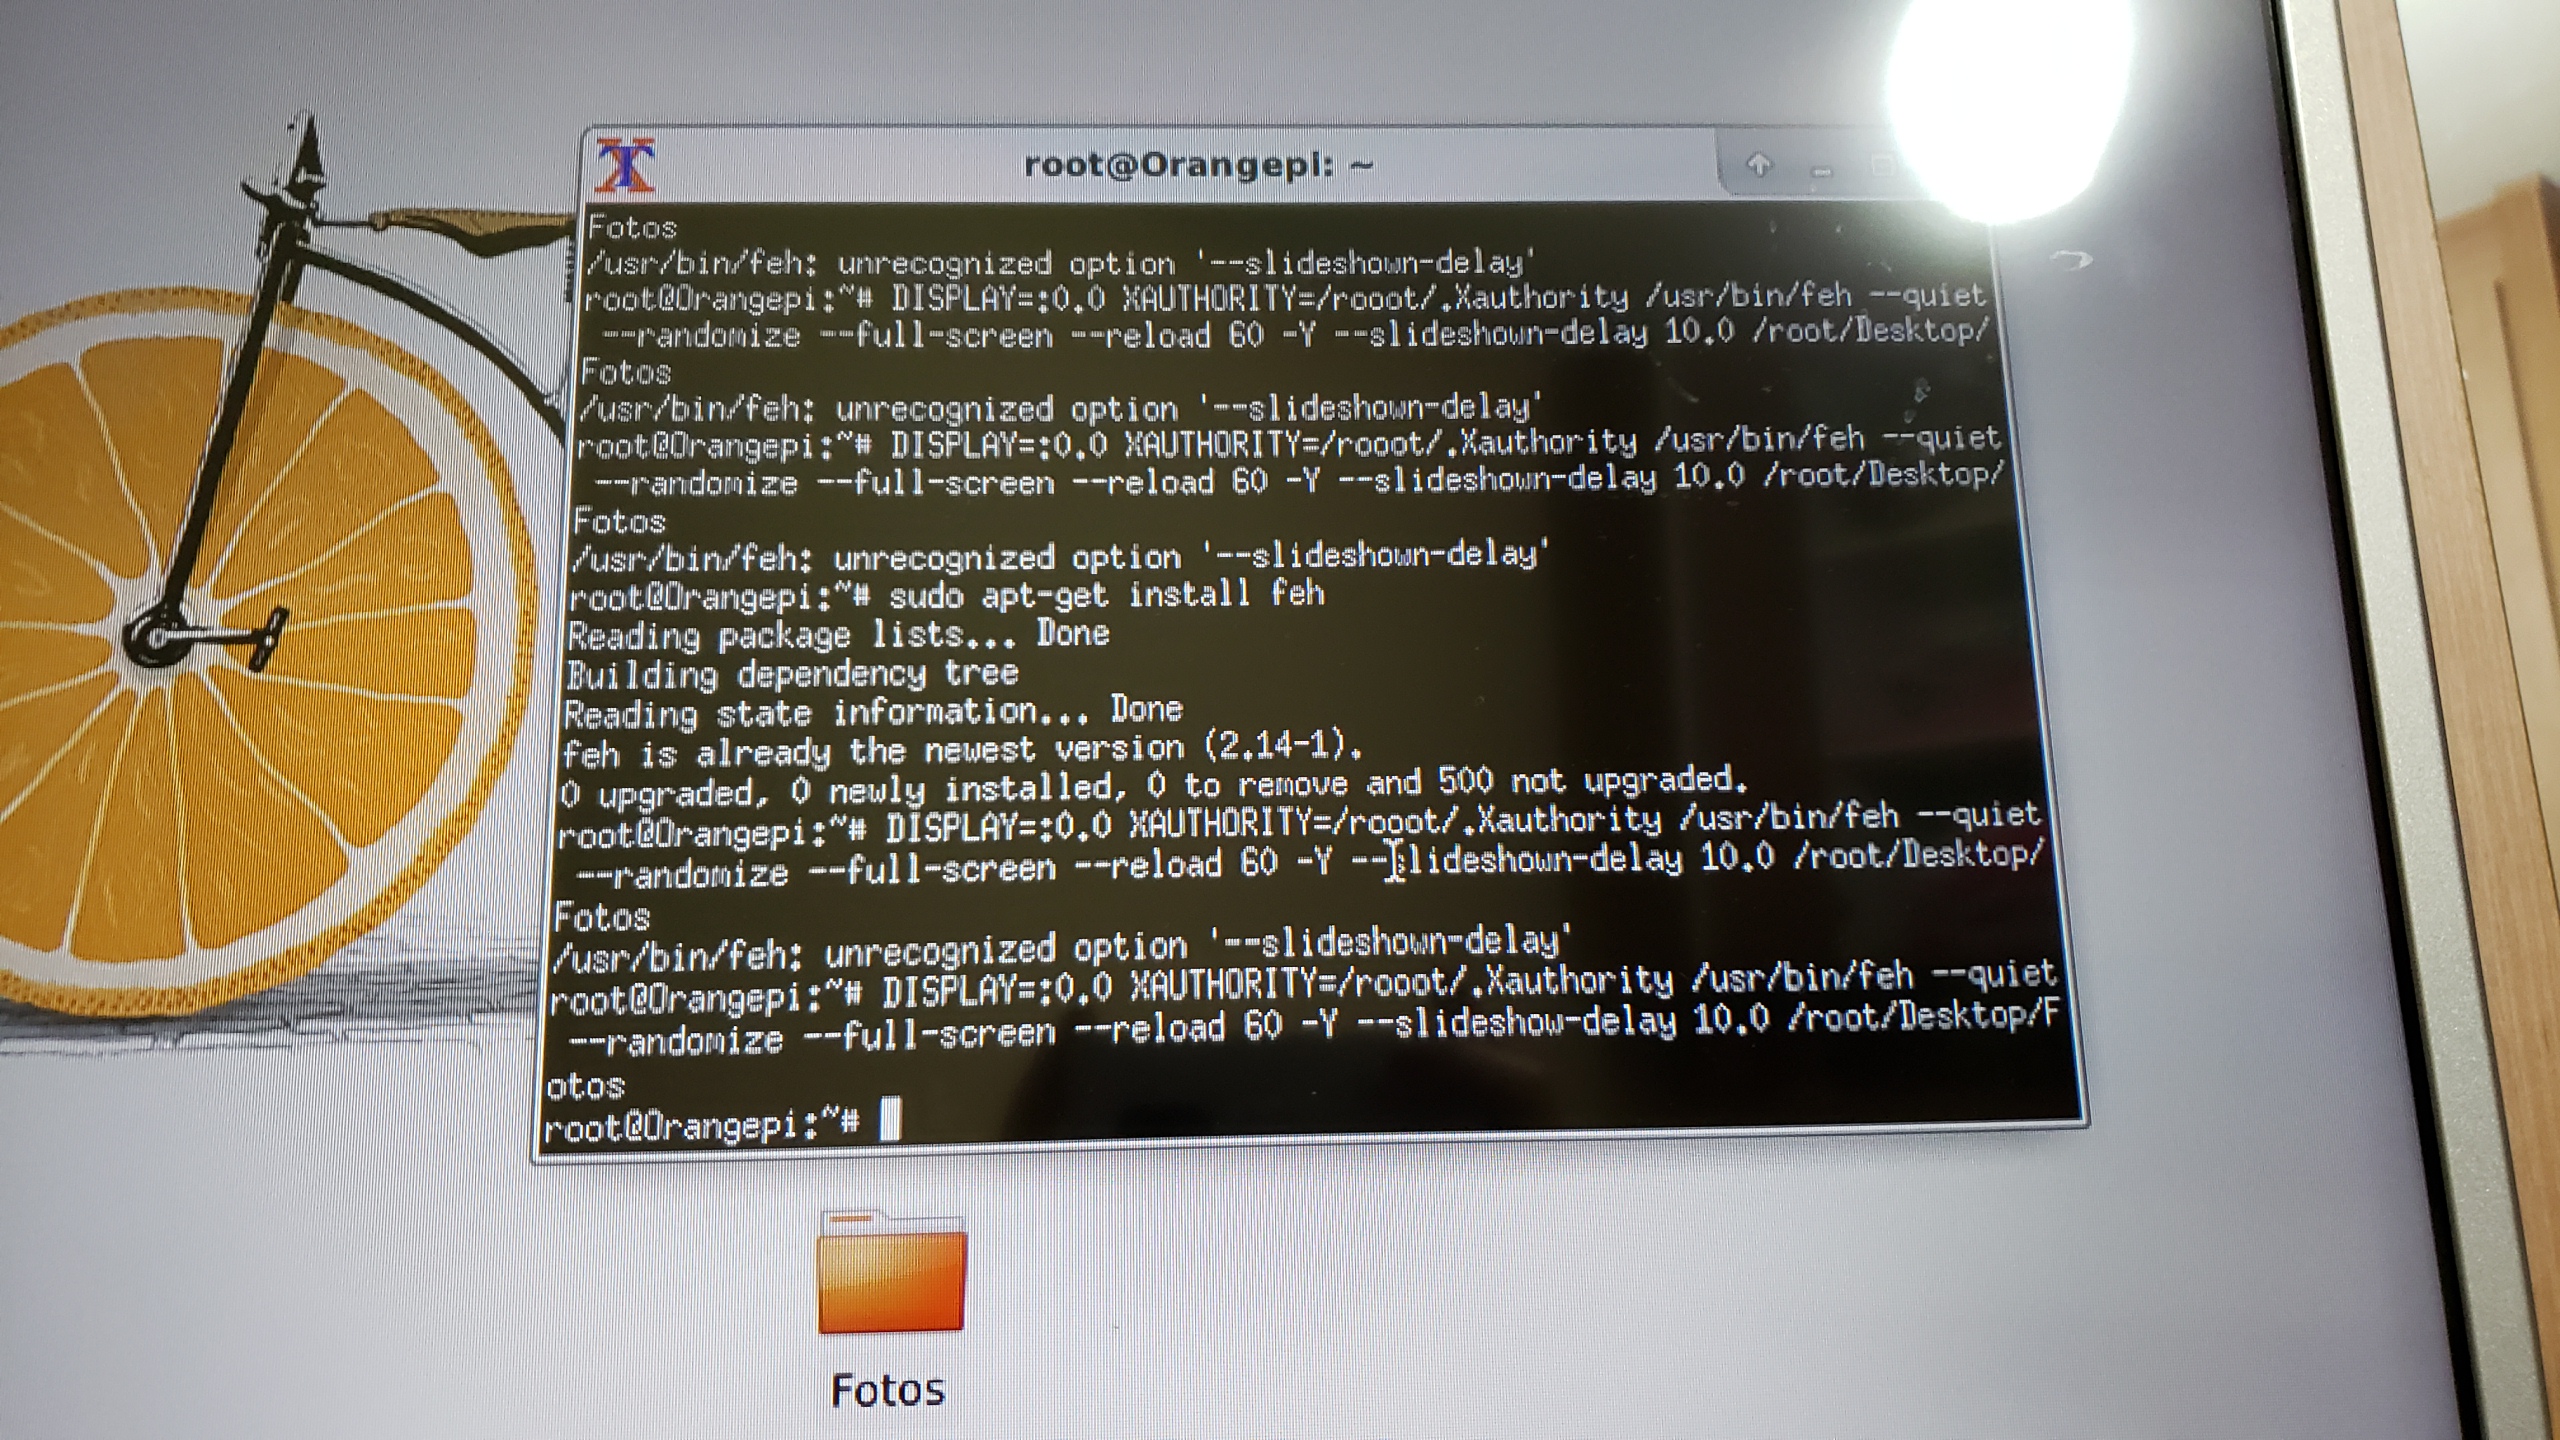 root@Orangepi: ~
Fotos
/usr/bin/feh: unrecognized option '--slideshown-delay'
root@Orangepi:~# DISPLAY=:0.0 XAUTHORITY=/rooot/.Xauthority /usr/bin/feh --quiet
--randomize --full-screen --reload 60 -Y --slideshown-delay 10.0 /root/Desktop/
Fotos
/usr/bin/feh: unrecognized option '--slideshown-delay'
root@Orangepi:~# DISPLAY=:0.0 XAUTHORITY=/rooot/.Xauthority /usr/bin/feh --quiet
--randomize --full-screen --reload 60 -Y --slideshown-delay 10.0 /root/Desktop/
Fotos
/usr/bin/feh: unrecognized option '--slideshown-delay'
root@Orangepi:~# sudo apt-get install feh
Reading package lists... Done
Building dependency tree
Reading state information... Done
feh is already the newest version (2.14-1).
0 upgraded, 0 newly installed, 0 to remove and 500 not upgraded.
root@Orangepi:~# DISPLAY=:0.0 XAUTHORITY=/rooot/.Xauthority /usr/bin/feh --quiet
--randomize --full-screen --reload 60 -Y --slideshown-delay 10.0 /root/Desktop/
Fotos
/usr/bin/feh: unrecognized option '--slideshown-delay'
root@Orangepi:~# DISPLAY=:0.0 XAUTHORITY=/rooot/.Xauthority /usr/bin/feh --quiet
--randomize --full-screen --reload 60 -Y --slideshow-delay 10.0 /root/Desktop/F
otos
root@Orangepi:~#
Fotos